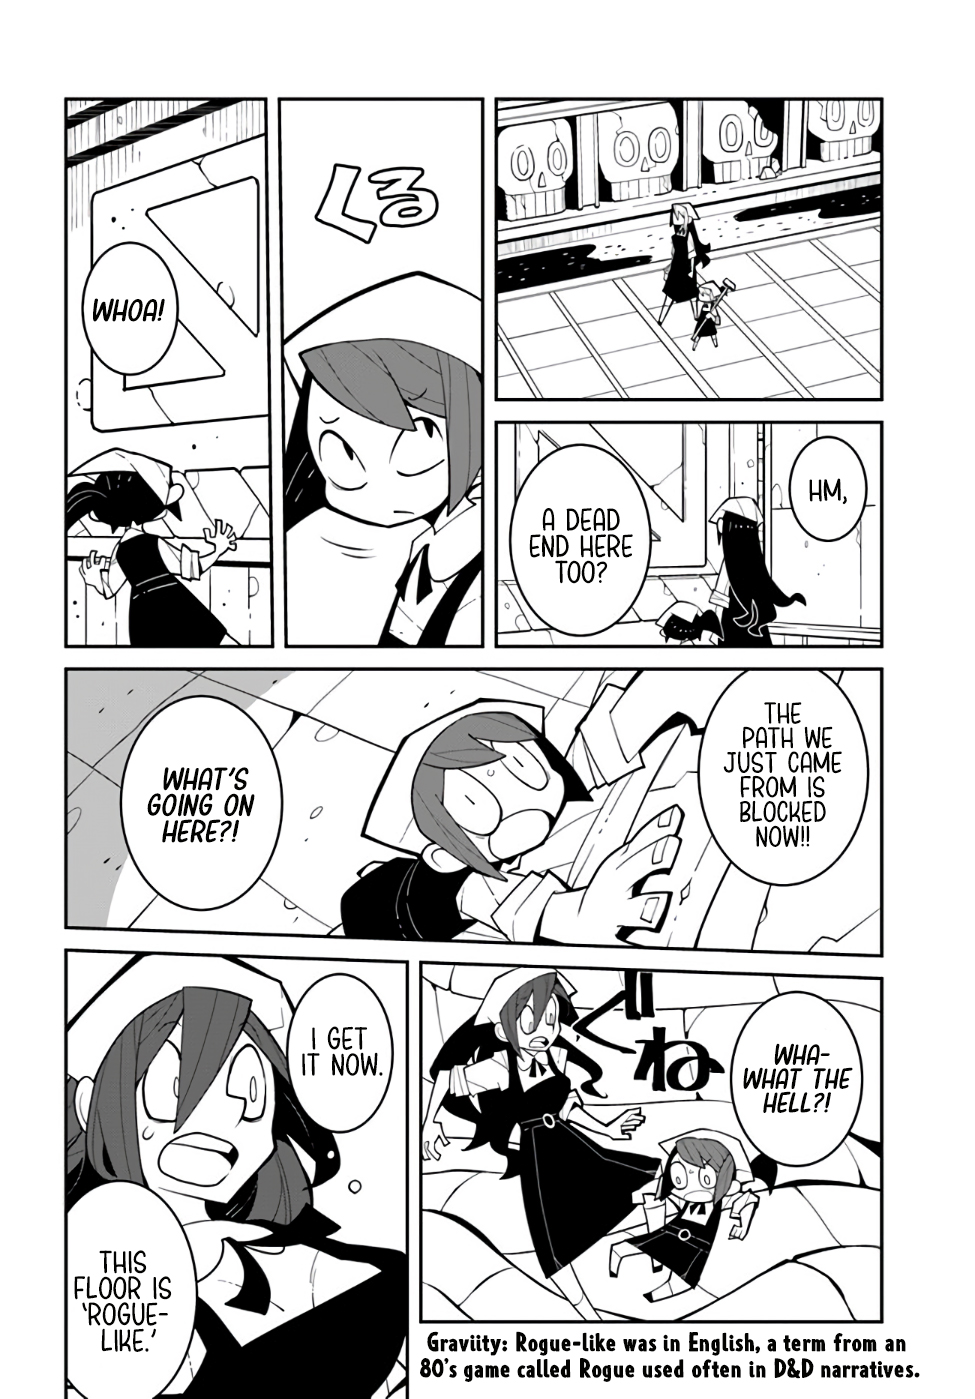 HM,
A DEAD
END HERE
TOO?
くる
WHOA!
THE
PATH WE
JUST CAME
FROM IS
BLOCKED
NOW!!
WHAT'S
GOING ON
HERE?!
WHA-
WHAT THE
HELL?!
ぐね
I GET
IT NOW.
THIS
FLOOR IS
'ROGUE-
LIKE.'
Graviity: Rogue-like was in English, a term from an
80's game called Rogue used often in D&D narratives.